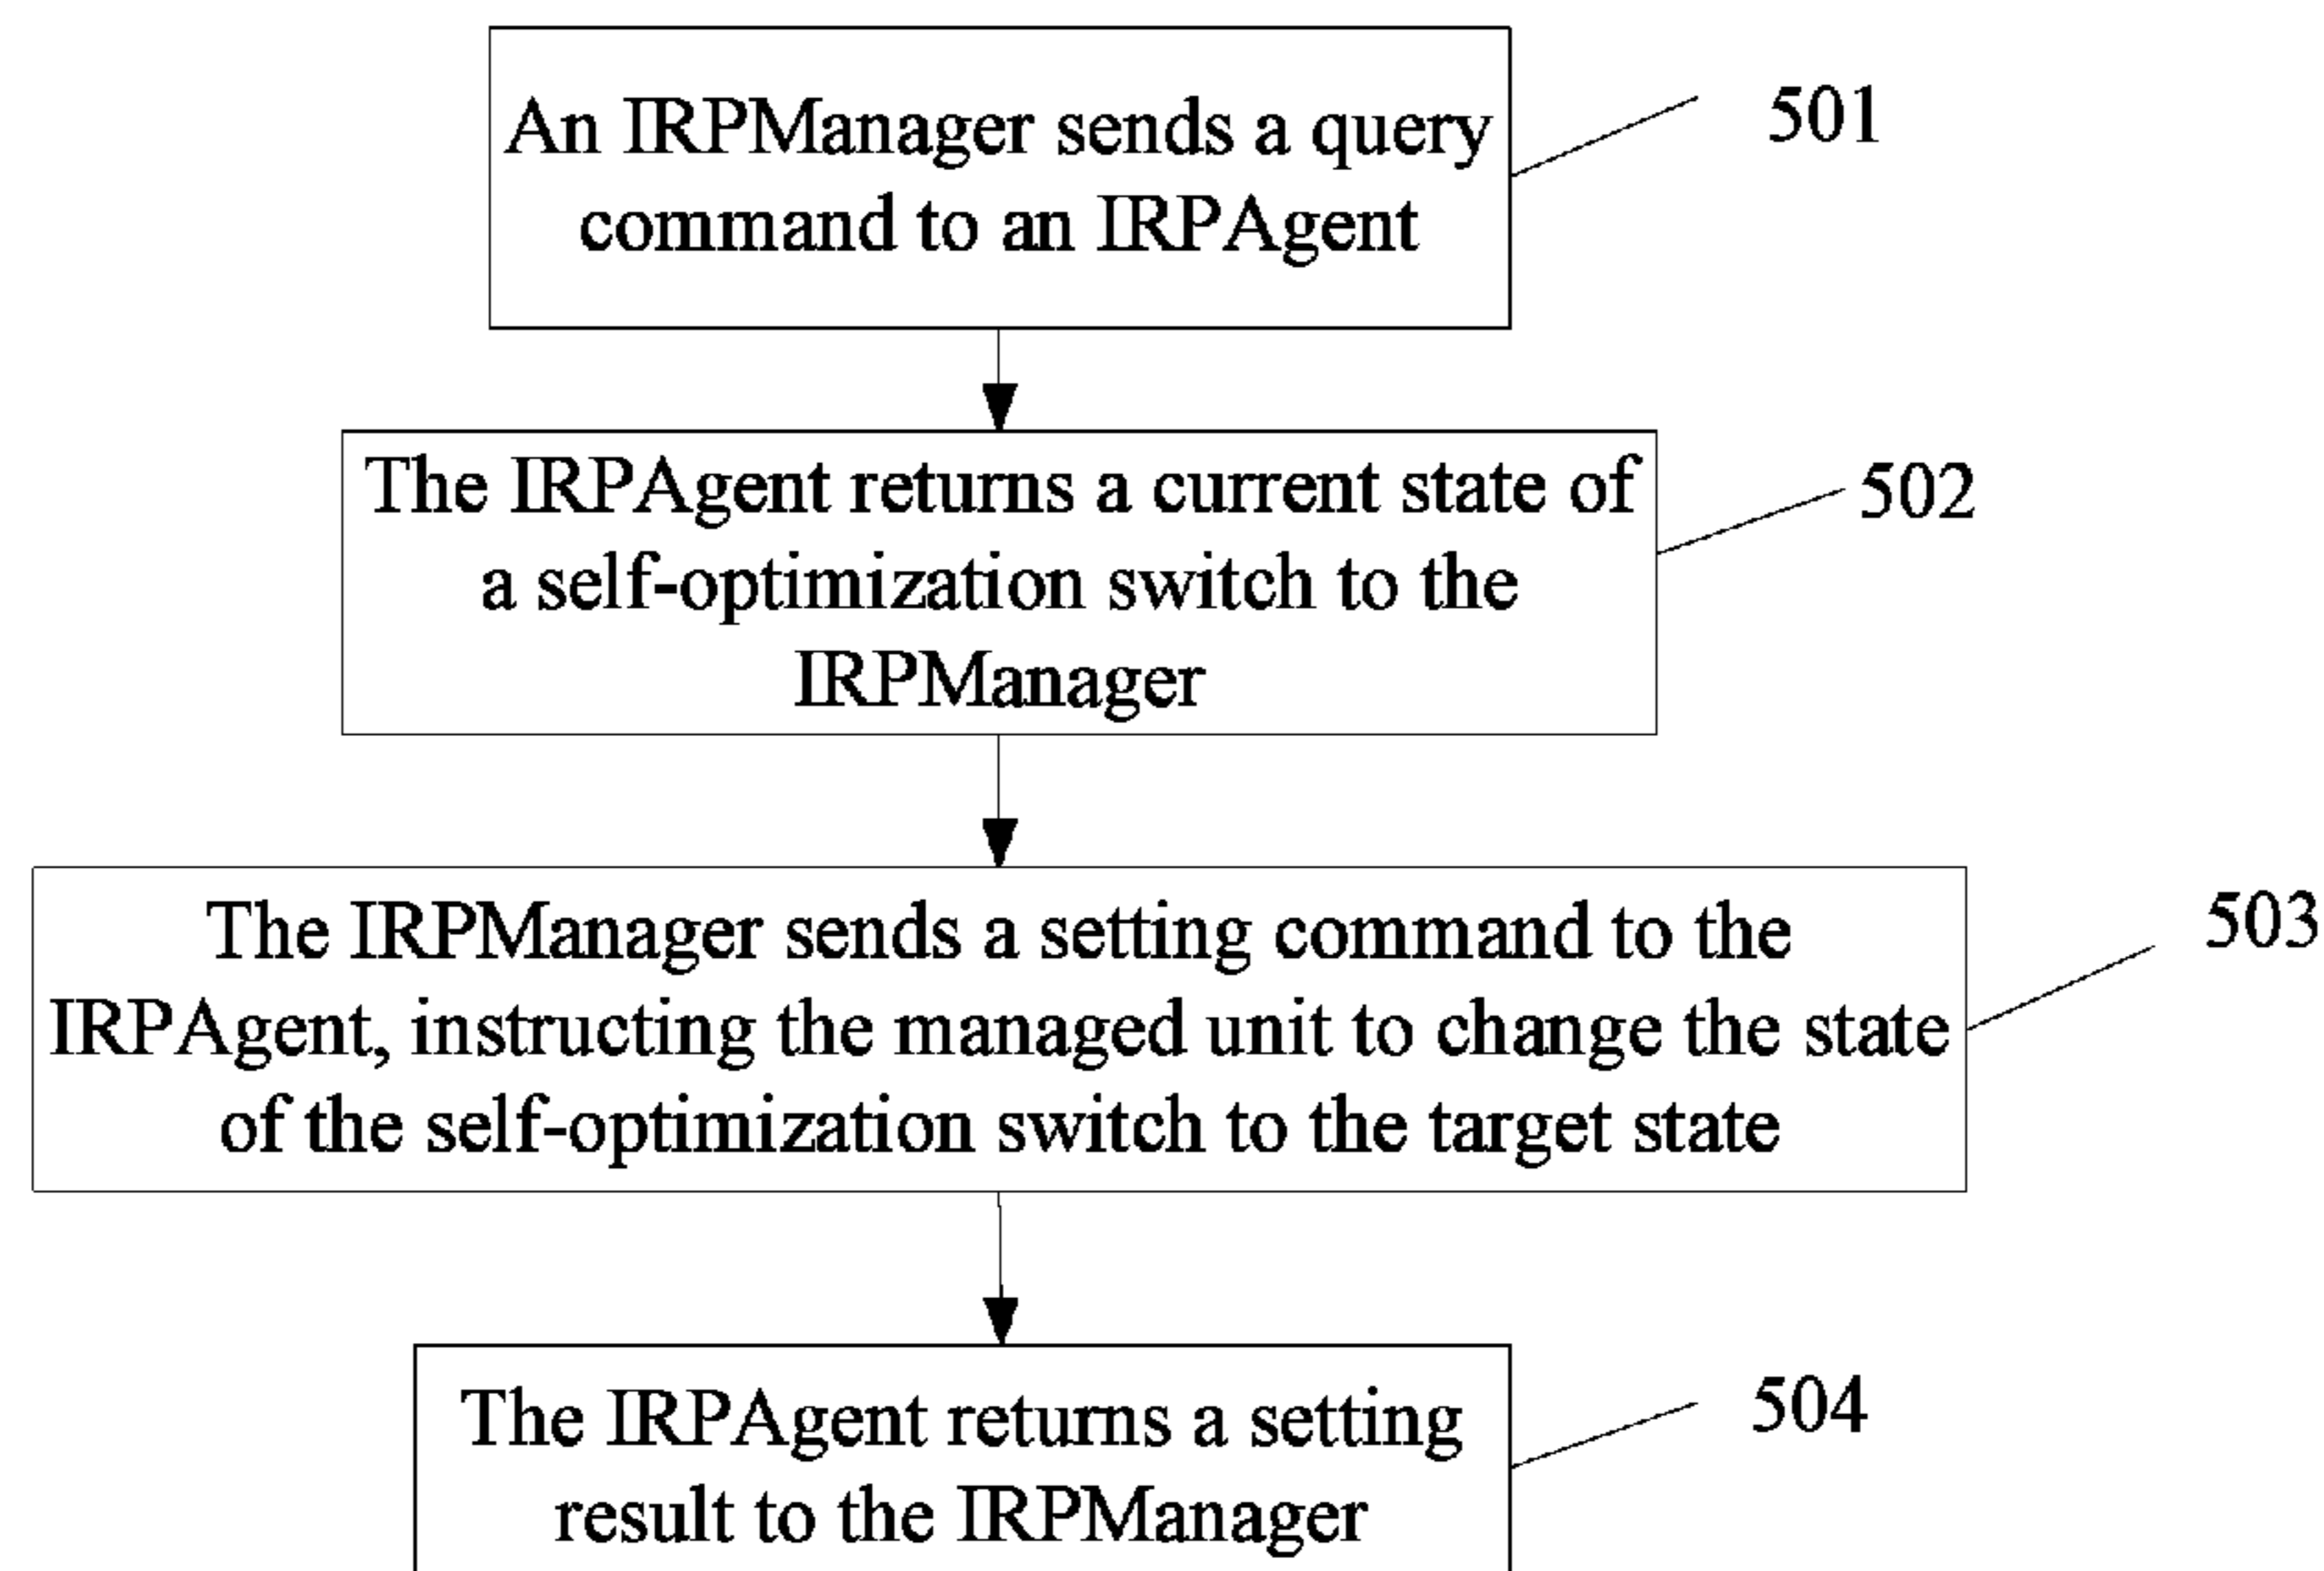 An IRPManager sends a query
command to an IRPAgent
501
The IRPAgent returns a current state of
a self-optimization switch to the
IRPManager
502
The IRPManager sends a setting command to the
IRPAgent, instructing the managed unit to change the state
of the self-optimization switch to the target state
503
The IRPAgent returns a setting
result to the IRPManager
504